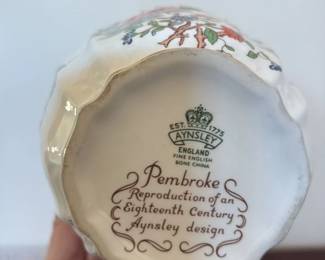 EST. 1775
AYNSLEY
ENGLAND
FINE ENGLISH
BONE CHINA
Pembroke
Reproduction of an
Eighteenth Century
Aynsley design